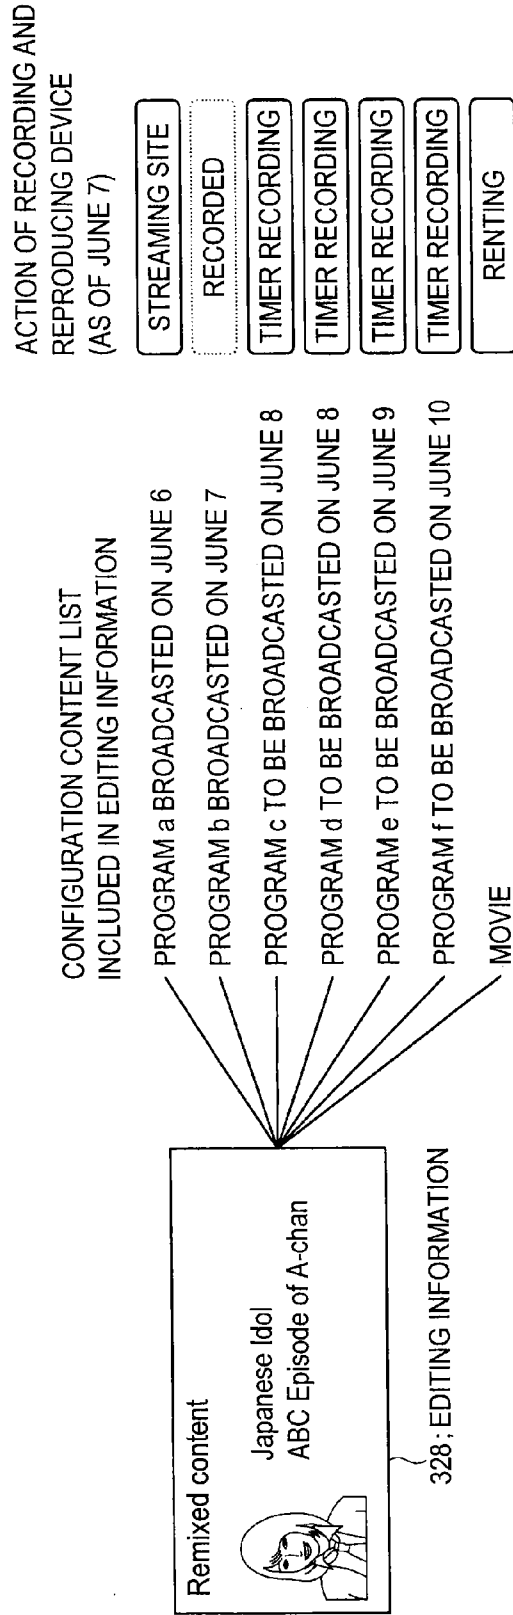 Remixed content
Japanese Idol
ABC Episode of A-chan
328 ; EDITING INFORMATION
CONFIGURATION CONTENT LIST
INCLUDED IN EDITING INFORMATION
PROGRAM a BROADCASTED ON JUNE 6
PROGRAM b BROADCASTED ON JUNE 7
PROGRAM c TO BE BROADCASTED ON JUNE 8
PROGRAM d TO BE BROADCASTED ON JUNE 8
PROGRAM e TO BE BROADCASTED ON JUNE 9
PROGRAM f TO BE BROADCASTED ON JUNE 10
MOVIE
ACTION OF RECORDING AND
REPRODUCING DEVICE
(AS OF JUNE 7)
STREAMING SITE
RECORDED
TIMER RECORDING
TIMER RECORDING
TIMER RECORDING
TIMER RECORDING
RENTING